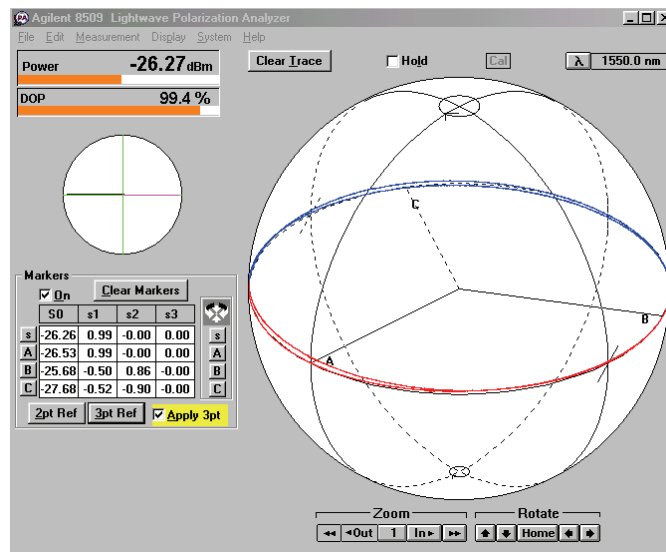 Agilent 8509 Lightwave Polarization Analyzer
File Edit Measurement Display System Help
Power -26.27dBm
DOP 99.4 %
Clear Trace Hold Cal λ 1550.0 nm
C
B
A
Markers
On Clear Markers
S0 s1 s2 s3
s -26.26 0.99 -0.00 0.00 s
A -26.53 0.99 -0.00 0.00 A
B -25.68 -0.50 0.86 -0.00 B
C -27.68 -0.52 -0.90 -0.00 C
2pt Ref 3pt Ref Apply 3pt
Zoom Rotate
Out 1 In Home